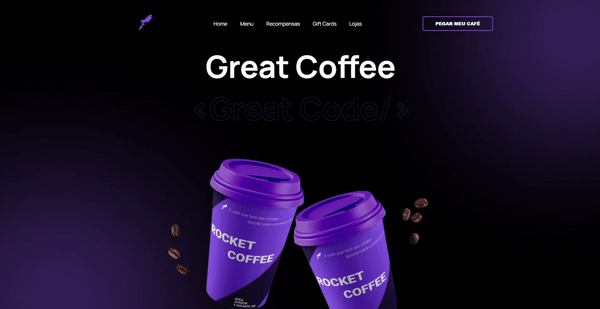 Home Menu Recompensas Gift Cards Lojas PEGAR MEU CAFÉ
Great Coffee
<Great Code/>
ROCKET
COFFEE
ROCKET
COFFEE